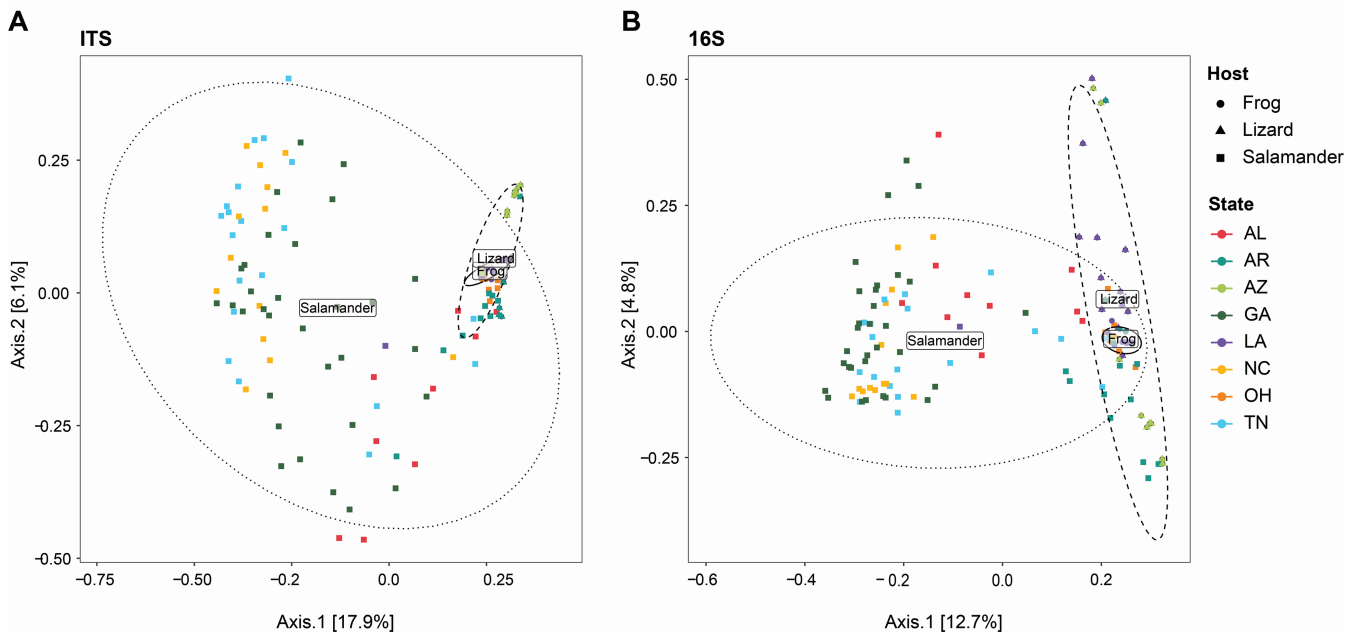 A
ITS
0.25
0.00
−0.25
−0.50
−0.75
−0.50
−0.25
0.0
0.25
Axis.2 [6.1%]
Axis.1 [17.9%]
Lizard
Frog
Salamander
B
16S
0.50
0.25
0.00
−0.25
−0.6
−0.4
−0.2
0.0
0.2
Axis.2 [4.8%]
Axis.1 [12.7%]
Lizard
Frog
Salamander
Host
Frog
Lizard
Salamander
State
AL
AR
AZ
GA
LA
NC
OH
TN